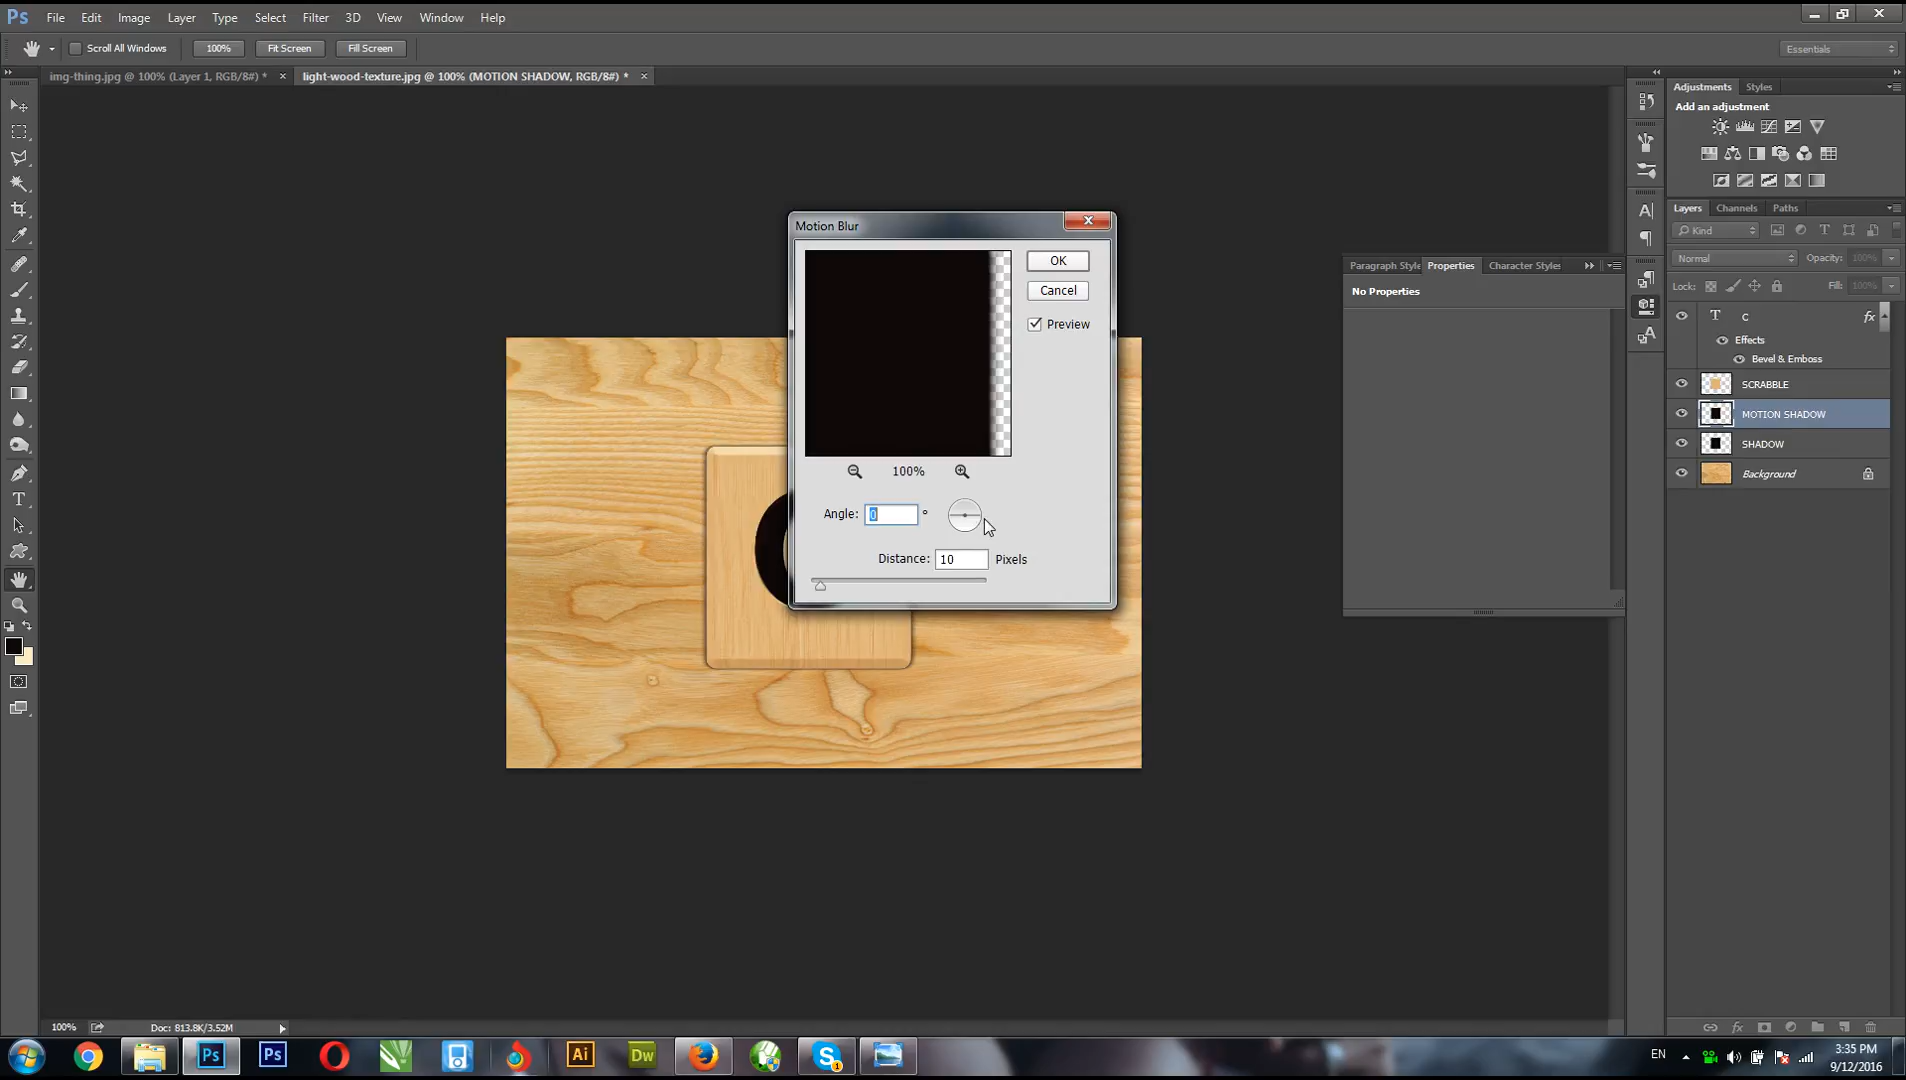 Ps File Edit Image Layer Type Select Filter 3D View Window Help
Scroll All Windows 100% Fit Screen Fill Screen Essentials
img-thing.jpg @ 100% (Layer 1, RGB/8#) * × light-wood-texture.jpg @ 100% (MOTION SHADOW, RGB/8#) * ×
Adjustments Styles
Add an adjustment
Layers Channels Paths
Kind
Normal Opacity: 100%
Lock: Fill: 100%
T C fx
Effects
Bevel & Emboss
SCRABBLE
MOTION SHADOW
SHADOW
Background
Motion Blur
OK
Cancel
Preview
100%
Angle: 0 °
Distance: 10 Pixels
Paragraph Style Properties Character Styles
No Properties
100% Doc: 813.8K/3.52M
Ps Ps Ai Dw S 1
EN
3:35 PM
9/12/2016